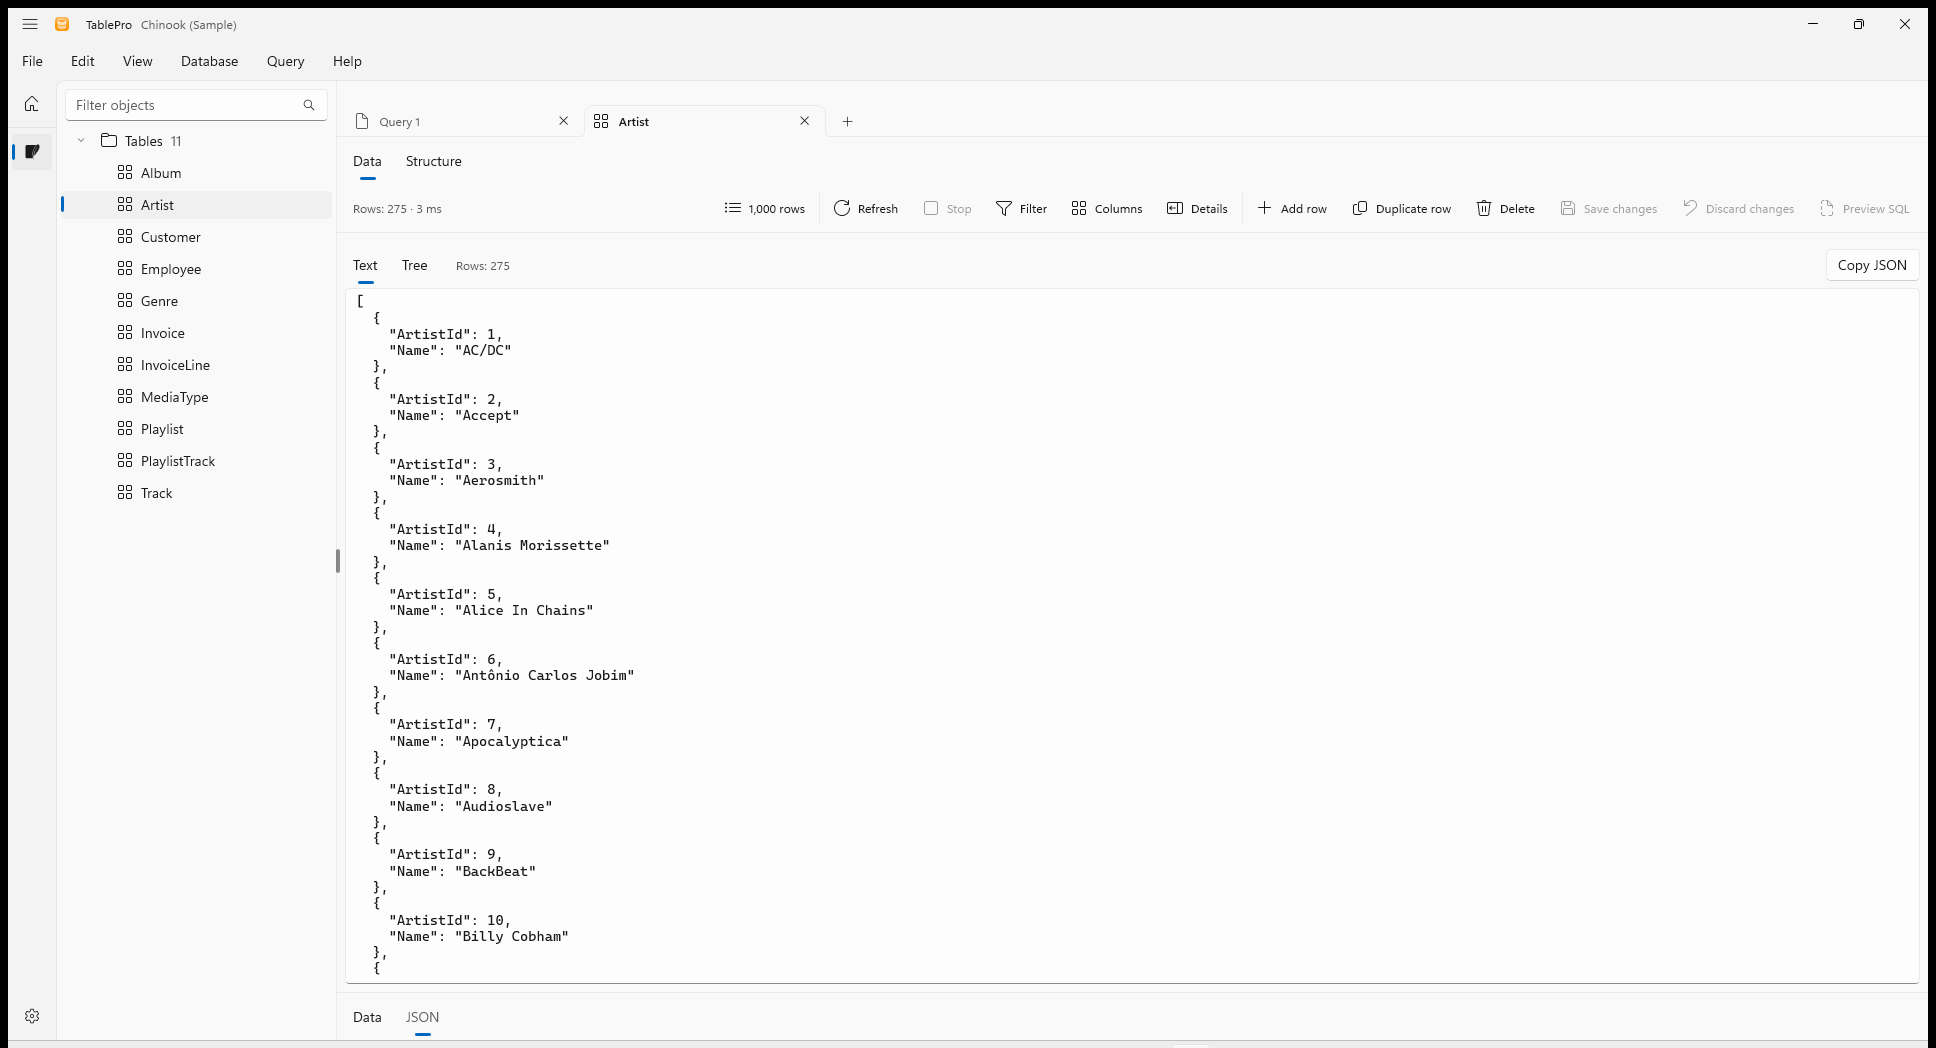 TablePro Chinook (Sample)
File Edit View Database Query Help
Filter objects
Tables 11
Album
Artist
Customer
Employee
Genre
Invoice
InvoiceLine
MediaType
Playlist
PlaylistTrack
Track
Query 1
Artist
Data Structure
Rows: 275 · 3 ms
1,000 rows Refresh Stop Filter Columns Details Add row Duplicate row Delete Save changes Discard changes Preview SQL
Text Tree Rows: 275
Copy JSON
[
  {
    "ArtistId": 1,
    "Name": "AC/DC"
  },
  {
    "ArtistId": 2,
    "Name": "Accept"
  },
  {
    "ArtistId": 3,
    "Name": "Aerosmith"
  },
  {
    "ArtistId": 4,
    "Name": "Alanis Morissette"
  },
  {
    "ArtistId": 5,
    "Name": "Alice In Chains"
  },
  {
    "ArtistId": 6,
    "Name": "Antônio Carlos Jobim"
  },
  {
    "ArtistId": 7,
    "Name": "Apocalyptica"
  },
  {
    "ArtistId": 8,
    "Name": "Audioslave"
  },
  {
    "ArtistId": 9,
    "Name": "BackBeat"
  },
  {
    "ArtistId": 10,
    "Name": "Billy Cobham"
  },
  {
Data JSON